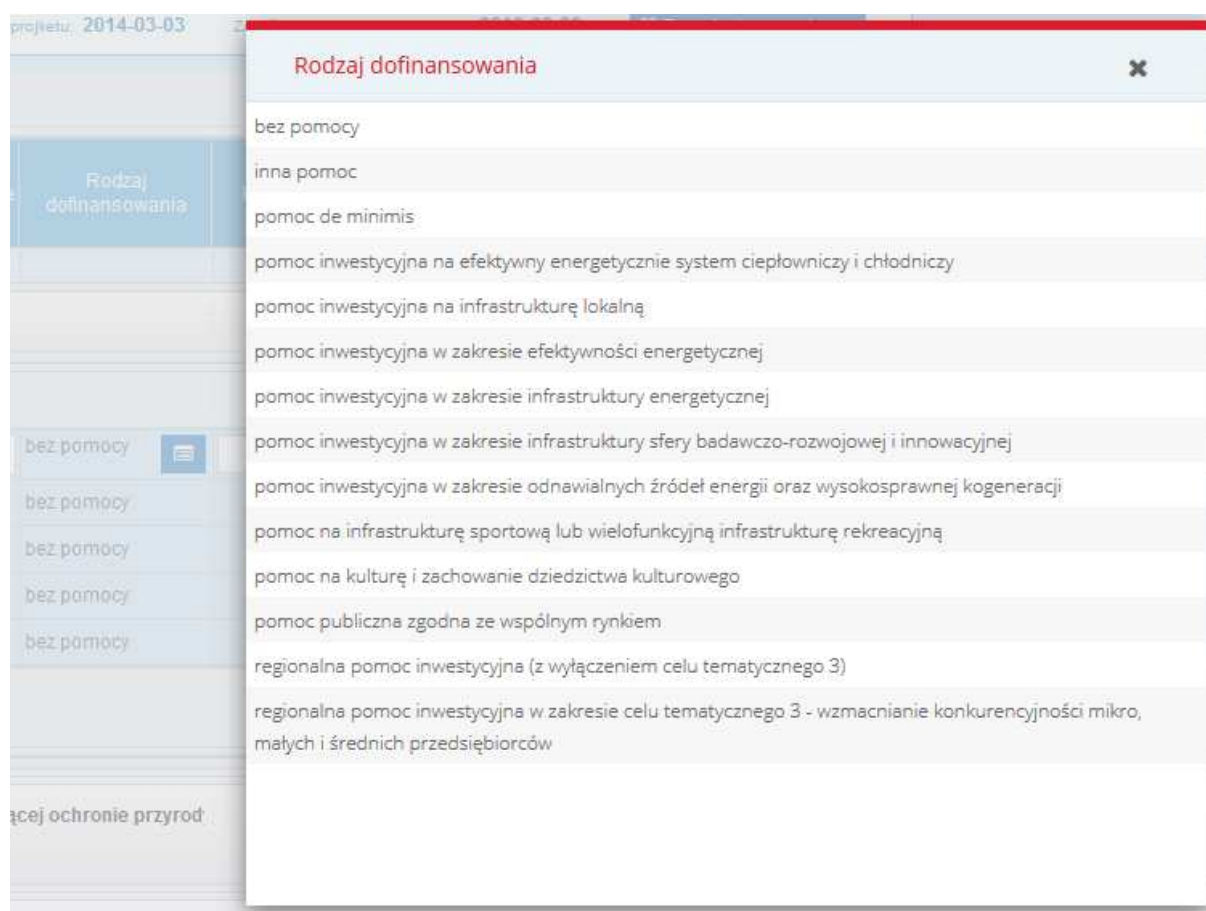 projketu: 2014-03-03
Rodzaj dofinansowania
bez pomocy
inna pomoc
pomoc de minimis
pomoc inwestycyjna na efektywny energetycznie system ciepłowniczy i chłodniczy
pomoc inwestycyjna na infrastrukturę lokalną
pomoc inwestycyjna w zakresie efektywności energetycznej
pomoc inwestycyjna w zakresie infrastruktury energetycznej
pomoc inwestycyjna w zakresie infrastruktury sfery badawczo-rozwojowej i innowacyjnej
pomoc inwestycyjna w zakresie odnawialnych źródeł energii oraz wysokosprawnej kogeneracji
pomoc na infrastrukturę sportową lub wielofunkcyjną infrastrukturę rekreacyjną
pomoc na kulturę i zachowanie dziedzictwa kulturowego
pomoc publiczna zgodna ze wspólnym rynkiem
regionalna pomoc inwestycyjna (z wyłączeniem celu tematycznego 3)
regionalna pomoc inwestycyjna w zakresie celu tematycznego 3 - wzmacnianie konkurencyjności mikro,
małych i średnich przedsiębiorców
Rodzaj
dofinansowania
bez pomocy
bez pomocy
bez pomocy
bez pomocy
bez pomocy
ącej ochronie przyrod